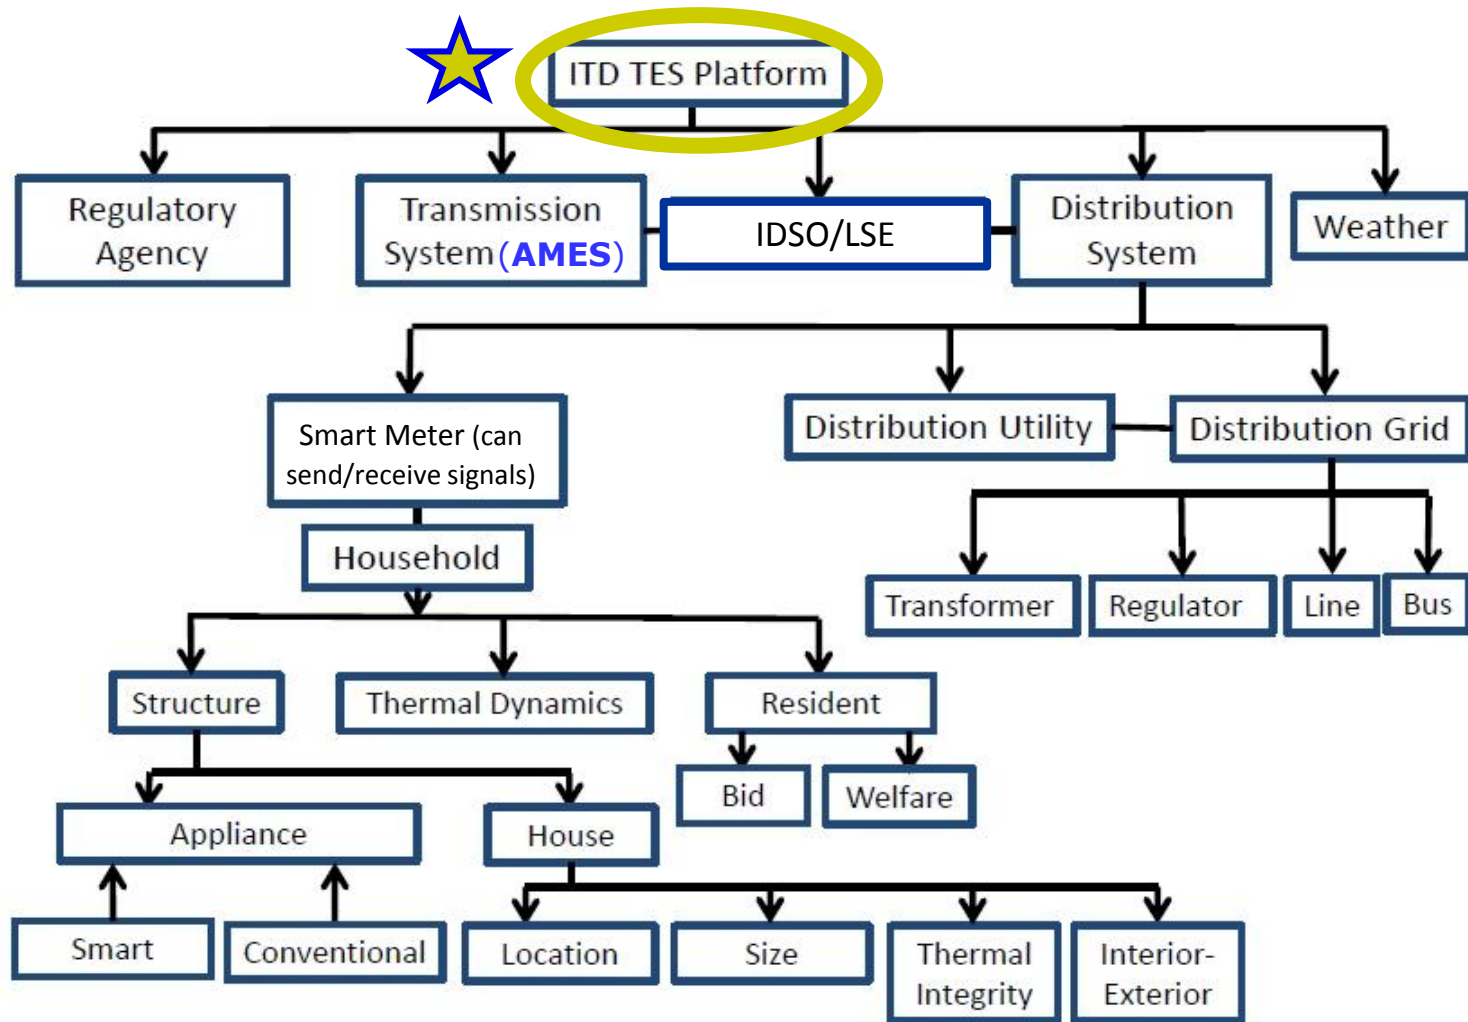 ITD TES Platform
Regulatory
Agency
Transmission
System(AMES)
IDSO/LSE
Distribution
System
Weather
Smart Meter (can
send/receive signals)
Distribution Utility
Distribution Grid
Household
Transformer
Regulator
Line
Bus
Structure
Thermal Dynamics
Resident
Bid
Welfare
Appliance
House
Smart
Conventional
Location
Size
Thermal
Integrity
Interior-
Exterior